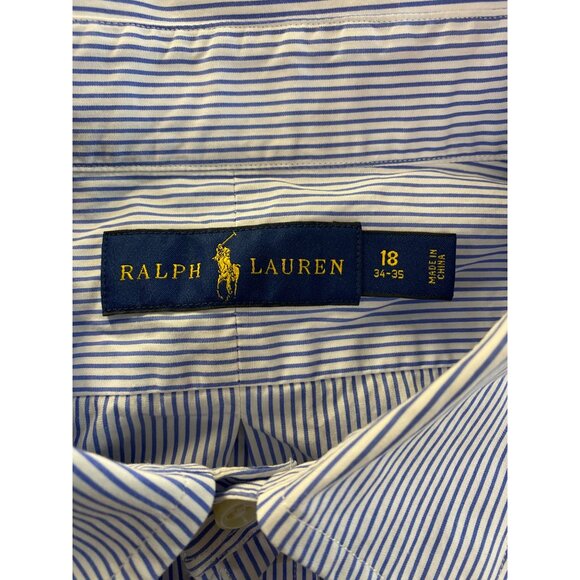 RALPH LAUREN
18
34-35
MADE IN
CHINA